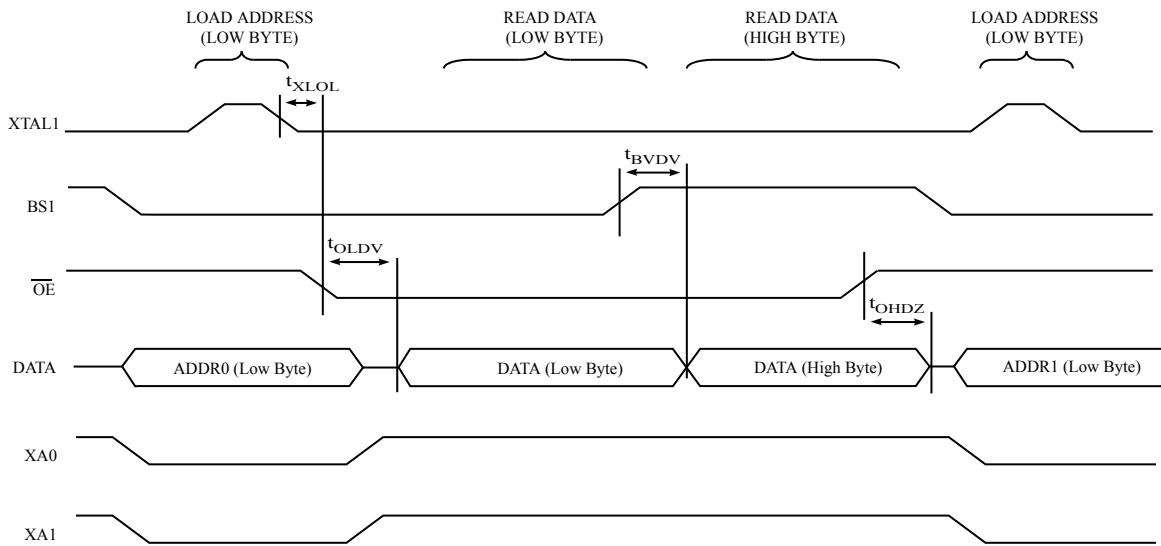 LOAD ADDRESS
(LOW BYTE)
READ DATA
(LOW BYTE)
READ DATA
(HIGH BYTE)
LOAD ADDRESS
(LOW BYTE)
tXLOL
XTAL1
tBVDV
BS1
tOLDV
OE
tOHDZ
DATA
ADDR0 (Low Byte)
DATA (Low Byte)
DATA (High Byte)
ADDR1 (Low Byte)
XA0
XA1